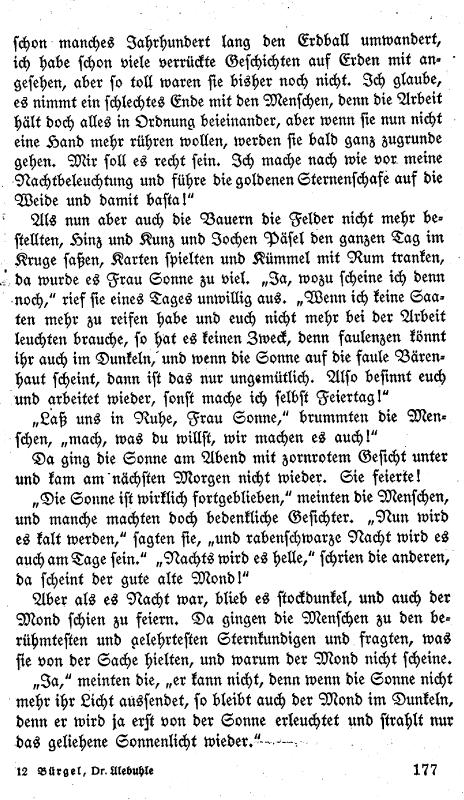 schon manches Jahrhundert lang den Erdball umwandert,
ich habe schon viele verrückte Geschichten auf Erden mit an-
gesehen, aber so toll waren sie bisher noch nicht. Ich glaube,
es nimmt ein schlechtes Ende mit den Menschen, denn die Arbeit
hält doch alles in Ordnung beieinander, aber wenn sie nun nicht
eine Hand mehr rühren wollen, werden sie bald ganz zugrunde
gehen. Mir soll es recht sein. Ich mache nach wie vor meine
Nachtbeleuchtung und führe die goldenen Sternenschafe auf die
Weide und damit basta!“
Als nun aber auch die Bauern die Felder nicht mehr be-
stellten, Hinz und Kunz und Jochen Päsel den ganzen Tag im
Kruge saßen, Karten spielten und Kümmel mit Rum tranken,
da wurde es Frau Sonne zu viel. „Ja, wozu scheine ich denn
noch,“ rief sie eines Tages unwillig aus. „Wenn ich keine Saa-
ten mehr zu reifen habe und euch nicht mehr bei der Arbeit
leuchten brauche, so hat es keinen Zweck, denn faulenzen könnt
ihr auch im Dunkeln, und wenn die Sonne auf die faule Bären-
haut scheint, dann ist das nur ungemütlich. Also besinnt euch
und arbeitet wieder, sonst mache ich selbst Feiertag!“
„Laß uns in Ruhe, Frau Sonne,“ brummten die Men-
schen, „mach, was du willst, wir machen es auch!“
Da ging die Sonne am Abend mit zornrotem Gesicht unter
und kam am nächsten Morgen nicht wieder. Sie feierte!
„Die Sonne ist wirklich fortgeblieben,“ meinten die Menschen,
und manche machten doch bedenkliche Gesichter. „Nun wird
es kalt werden,“ sagten sie, „und rabenschwarze Nacht wird es
auch am Tage sein.“ „Nachts wird es helle,“ schrien die anderen,
da scheint der gute alte Mond!“
Aber als es Nacht war, blieb es stockdunkel, und auch der
Mond schien zu feiern. Da gingen die Menschen zu den be-
rühmtesten und gelehrtesten Sternkundigen und fragten, was
sie von der Sache hielten, und warum der Mond nicht scheine.
„Ja,“ meinten die, „er kann nicht, denn wenn die Sonne nicht
mehr ihr Licht aussendet, so bleibt auch der Mond im Dunkeln,
denn er wird ja erst von der Sonne erleuchtet und strahlt nur
das geliehene Sonnenlicht wieder.“
12 Bürgel, Dr. Ulebuhle 177